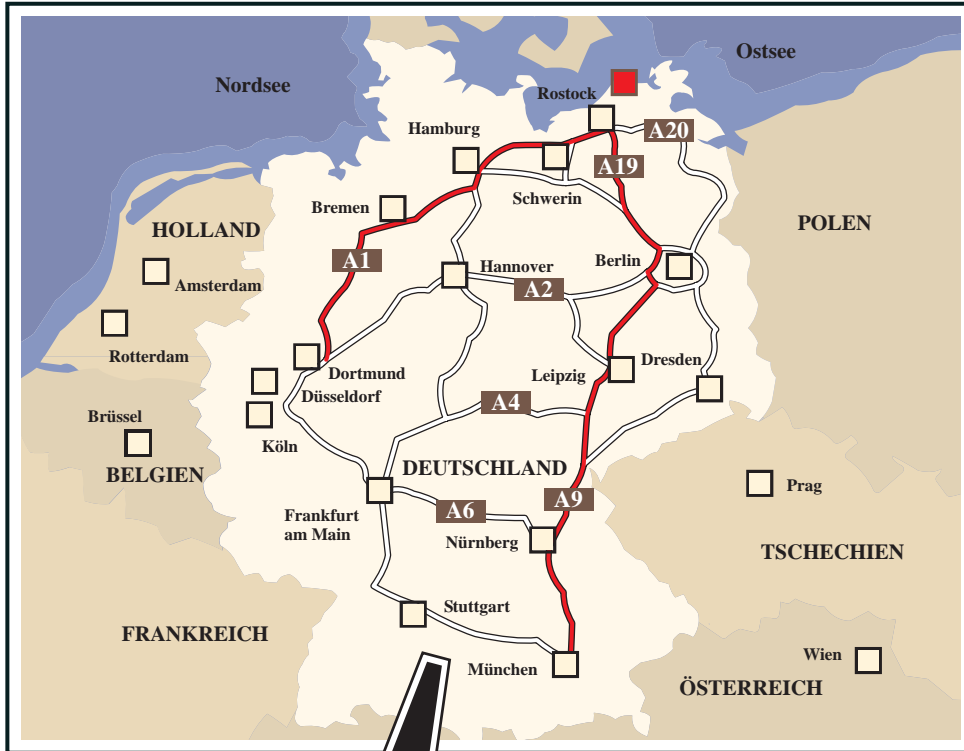 Ostsee
Nordsee
Rostock
A20
Hamburg
A19
Schwerin
Bremen
POLEN
HOLLAND
A1
Hannover
Berlin
Amsterdam
A2
Rotterdam
Dortmund
Dresden
Leipzig
Düsseldorf
A4
Brüssel
Köln
BELGIEN
DEUTSCHLAND
Prag
A9
A6
Frankfurt
am Main
Nürnberg
TSCHECHIEN
Stuttgart
FRANKREICH
Wien
München
ÖSTERREICH